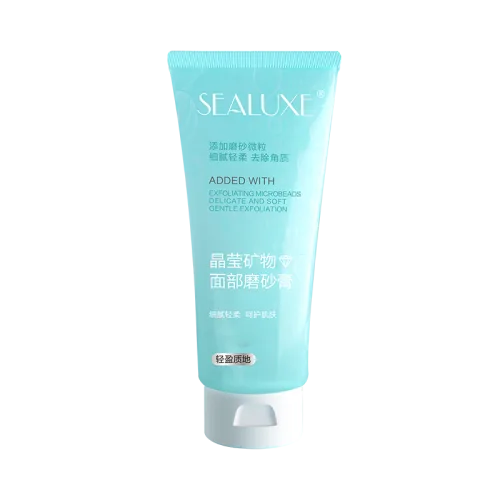 SEALUXE®
添加磨砂微粒
细腻轻柔 去除角质
ADDED WITH
EXFOLIATING MICROBEADS
DELICATE AND SOFT
GENTLE EXFOLIATION
晶莹矿物
面部磨砂膏
细腻轻柔 呵护肌肤
轻盈质地